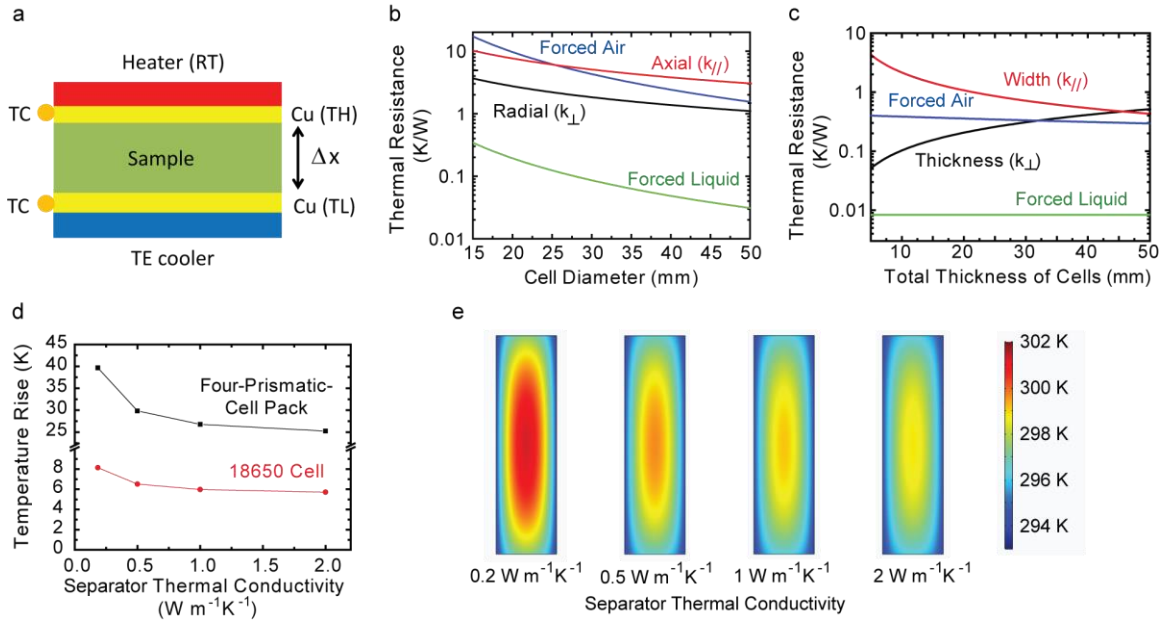 a
Heater (RT)
TC
Cu (TH)
Sample
Δx
TC
Cu (TL)
TE cooler
b
Thermal Resistance
(K/W)
10
1
0.1
0.01
Forced Air
Axial (k//)
Radial (k⊥)
Forced Liquid
15 20 25 30 35 40 45 50
Cell Diameter (mm)
c
Thermal Resistance
(K/W)
10
1
0.1
0.01
Width (k//)
Forced Air
Thickness (k⊥)
Forced Liquid
10 20 30 40 50
Total Thickness of Cells (mm)
d
Temperature Rise (K)
45
40
35
30
25
8
6
4
2
0
Four-Prismatic-
Cell Pack
18650 Cell
0.0 0.5 1.0 1.5 2.0
Separator Thermal Conductivity
(W m⁻¹K⁻¹)
e
302 K
300 K
298 K
296 K
294 K
0.2 W m⁻¹K⁻¹ 0.5 W m⁻¹K⁻¹ 1 W m⁻¹K⁻¹ 2 W m⁻¹K⁻¹
Separator Thermal Conductivity